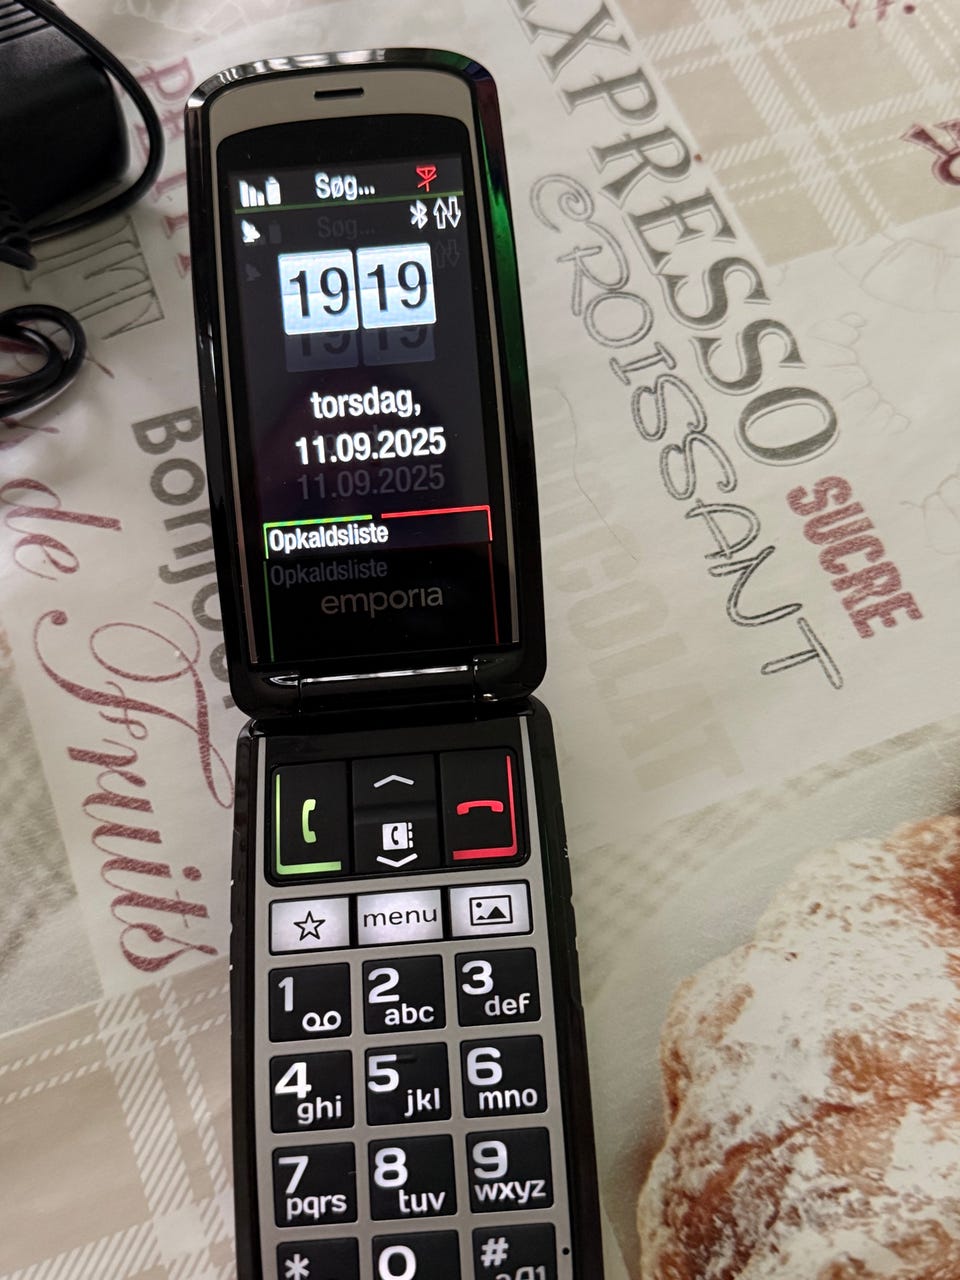 Søg...
19 19
torsdag,
11.09.2025
Opkaldsliste
emporia
menu
1
2 abc
3 def
4 ghi
5 jkl
6 mno
7 pqrs
8 tuv
9 wxyz
*
0
#
EXPRESSO
CROISSANT
SUCRE
CHOCOLAT
Bonjour
de Fruits